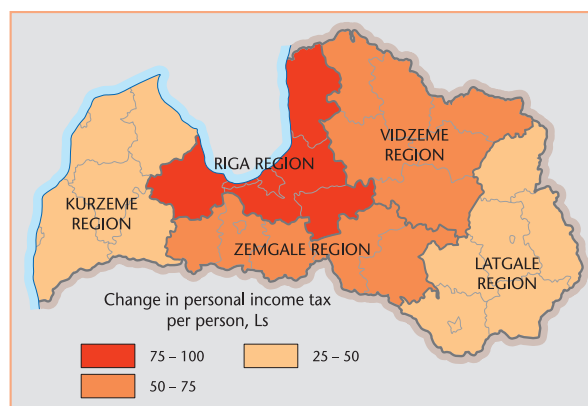 RIGA REGION
VIDZEME
REGION
KURZEME
REGION
ZEMGALE REGION
LATGALE
REGION
Change in personal income tax
per person, Ls
75 – 100
25 – 50
50 – 75